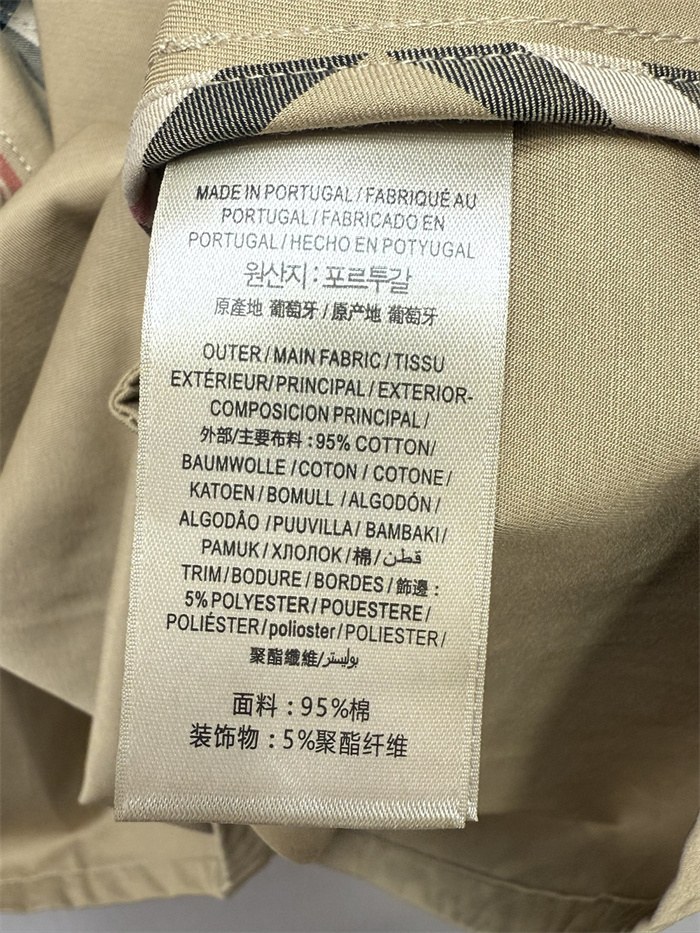 MADE IN PORTUGAL/FABRIQUÉ AU
PORTUGAL/FABRICADO EN
PORTUGAL/HECHO EN POTYUGAL
원산지:포르투갈
原產地 葡萄牙/原产地 葡萄牙
OUTER/MAIN FABRIC/TISSU
EXTÉRIEUR/PRINCIPAL/EXTERIOR-
COMPOSICION PRINCIPAL/
外部/主要布料:95% COTTON/
BAUMWOLLE/COTON/COTONE/
KATOEN/BOMULL/ALGODÓN/
ALGODÂO/PUUVILLA/BAMBAKI/
PAMUK/ХЛОЛОК/棉/قطن
TRIM/BODURE/BORDES/飾邊:
5% POLYESTER/POUESTERE/
POLIÉSTER/polioster/POLIESTER/
聚酯纖維/بوليستر
面料:95%棉
装饰物:5%聚酯纤维